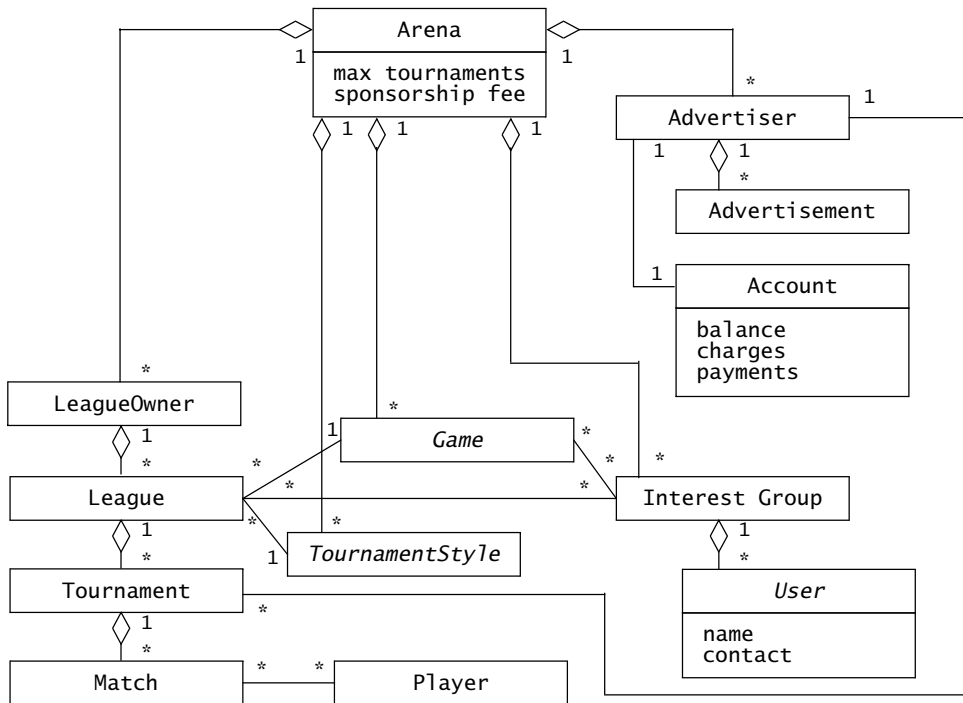 Arena
1
1
max tournaments
sponsorship fee
1
1
1
*
1
Advertiser
1
1
*
Advertisement
1
Account
balance
charges
payments
*
LeagueOwner
1
*
*
1
Game
*
*
*
*
League
*
*
Interest Group
*
*
1
TournamentStyle
1
*
1
*
Tournament
*
User
name
contact
1
*
Match
*
*
Player